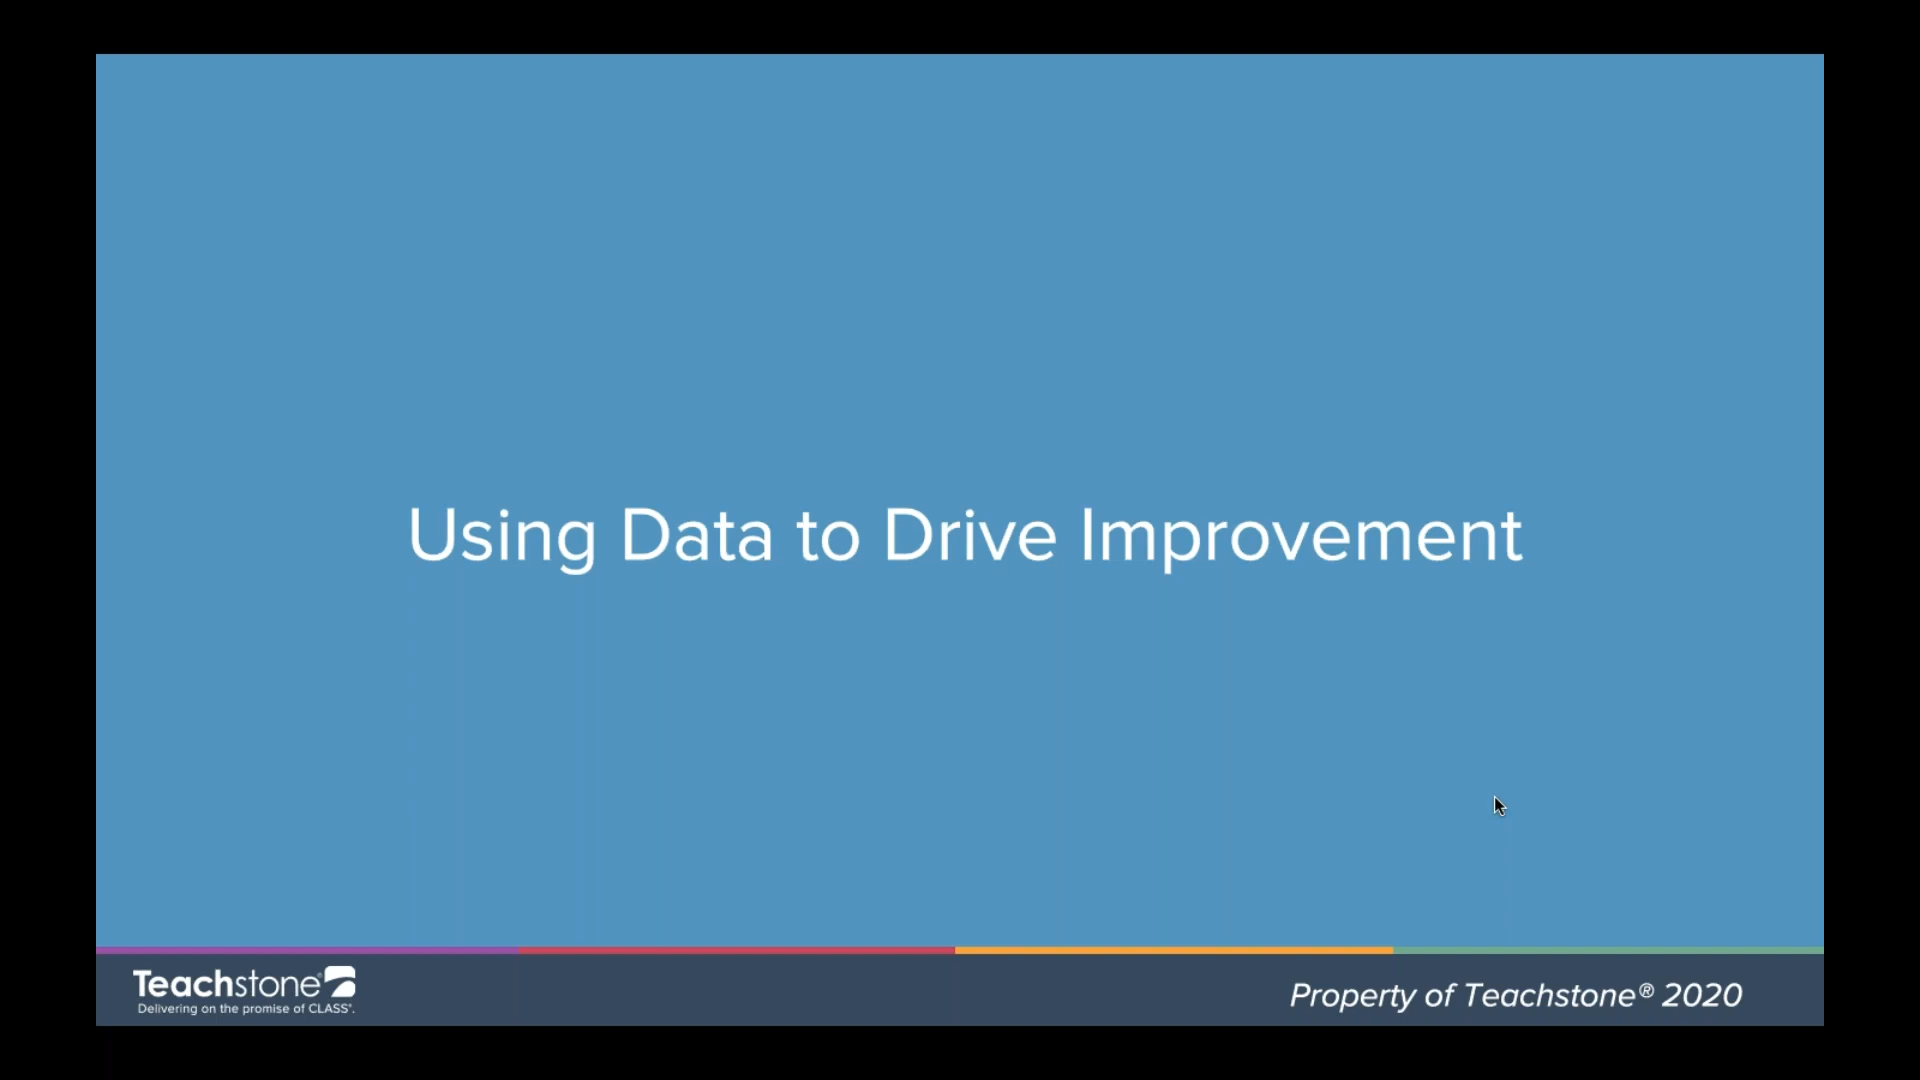 Using Data to Drive Improvement
Teachstone®
Delivering on the promise of CLASS®.
Property of Teachstone® 2020